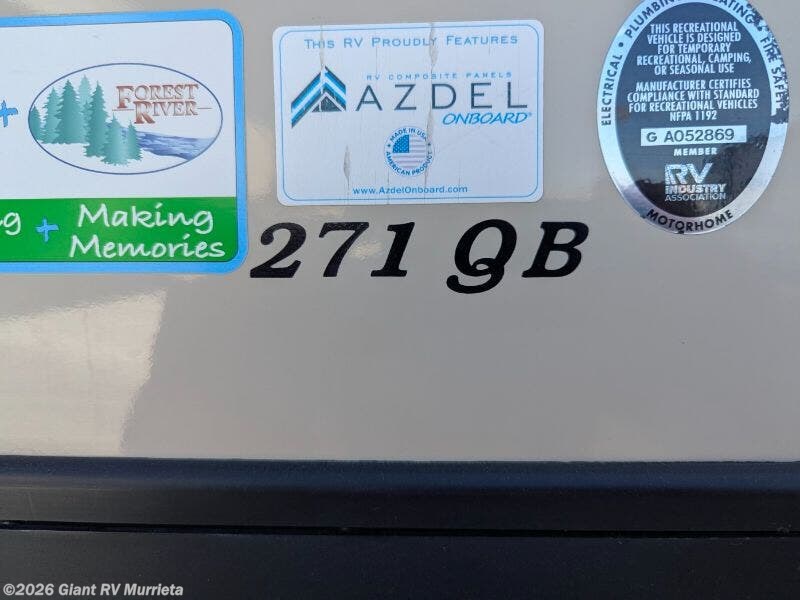 +
FOREST
RIVER
g + Making
Memories
THIS RV PROUDLY FEATURES
RV COMPOSITE PANELS
AZDEL
ONBOARD®
MADE IN USA
AMERICAN PRODUCT
www.AzdelOnboard.com
271 QB
ELECTRICAL • PLUMBING • HEATING • FIRE SAFETY
THIS RECREATIONAL
VEHICLE IS DESIGNED
FOR TEMPORARY
RECREATIONAL, CAMPING,
OR SEASONAL USE
MANUFACTURER CERTIFIES
COMPLIANCE WITH STANDARD
FOR RECREATIONAL VEHICLES
NFPA 1192
G A052869
MEMBER
RV
INDUSTRY
ASSOCIATION
MOTORHOME
©2026 Giant RV Murrieta